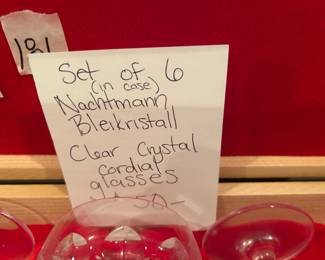 181
Set of 6
(in case)
Nachtmann
Bleikristall
Clear Crystal
cordial
glasses